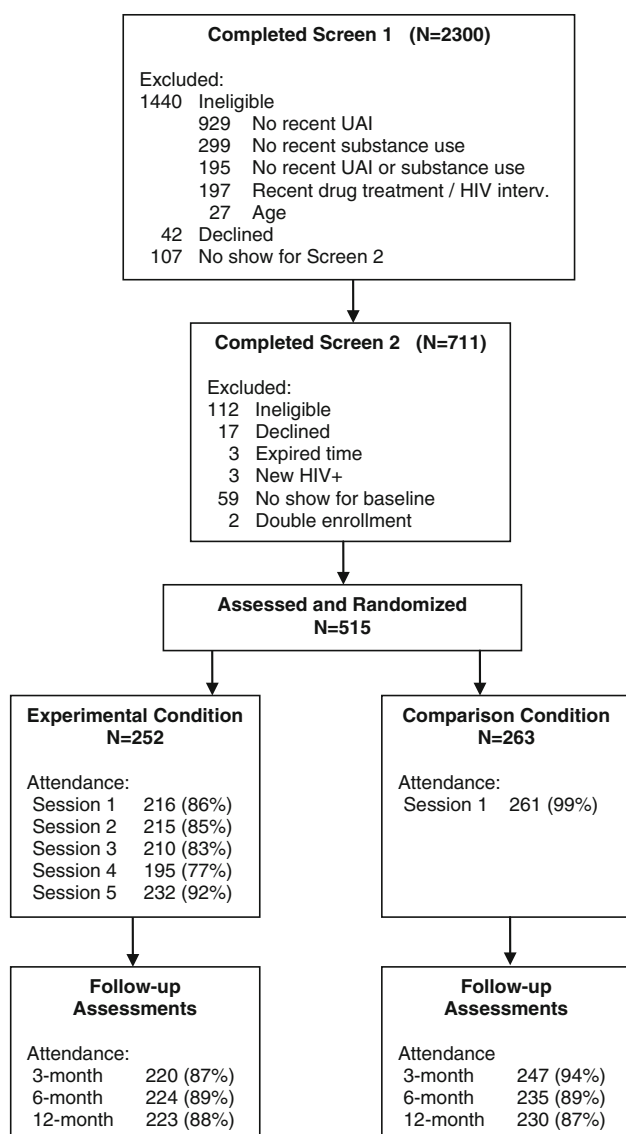 Completed Screen 1 (N=2300)
Excluded:
1440 Ineligible
929 No recent UAI
299 No recent substance use
195 No recent UAI or substance use
197 Recent drug treatment / HIV interv.
27 Age
42 Declined
107 No show for Screen 2
Completed Screen 2 (N=711)
Excluded:
112 Ineligible
17 Declined
3 Expired time
3 New HIV+
59 No show for baseline
2 Double enrollment
Assessed and Randomized
N=515
Experimental Condition
N=252
Attendance:
Session 1 216 (86%)
Session 2 215 (85%)
Session 3 210 (83%)
Session 4 195 (77%)
Session 5 232 (92%)
Comparison Condition
N=263
Attendance:
Session 1 261 (99%)
Follow-up
Assessments
Attendance:
3-month 220 (87%)
6-month 224 (89%)
12-month 223 (88%)
Follow-up
Assessments
Attendance
3-month 247 (94%)
6-month 235 (89%)
12-month 230 (87%)